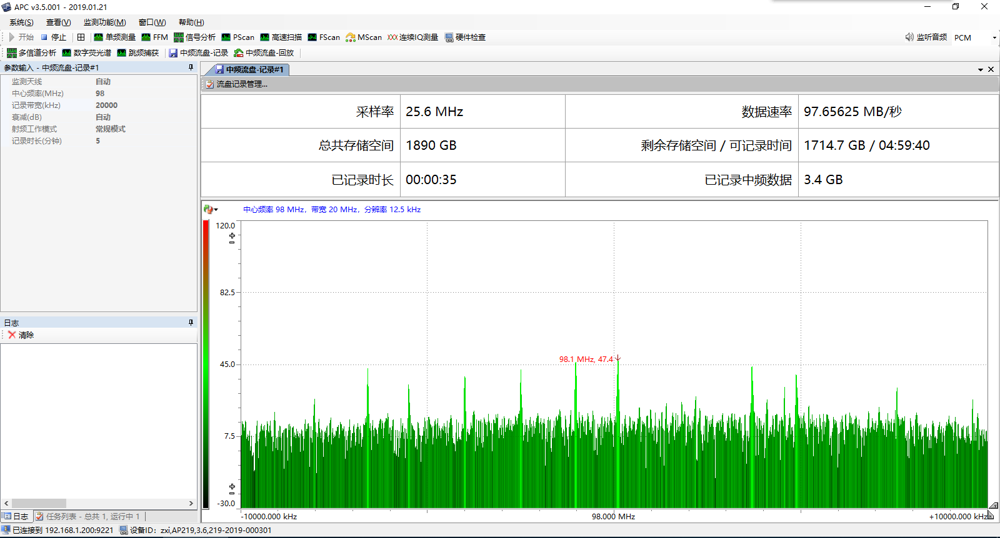 APC v3.5.001 - 2019.01.21
系统(S) 查看(V) 监测功能(M) 窗口(W) 帮助(H)
开始 停止 单频测量 FFM 信号分析 PScan 高速扫描 FScan MScan 连续IQ测量 硬件检查 监听音频 PCM
多信道分析 数字荧光谱 跳频捕获 中频流盘-记录 中频流盘-回放
参数输入 - 中频流盘-记录#1
监测天线 自动
中心频率(MHz) 98
记录带宽(kHz) 20000
衰减(dB) 自动
射频工作模式 常规模式
记录时长(分钟) 5
日志
清除
日志 任务列表 - 总共 1, 运行中 1
中频流盘-记录#1
流盘记录管理...
采样率 25.6 MHz 数据速率 97.65625 MB/秒
总共存储空间 1890 GB 剩余存储空间 / 可记录时间 1714.7 GB / 04:59:40
已记录时长 00:00:35 已记录中频数据 3.4 GB
中心频率 98 MHz, 带宽 20 MHz, 分辨率 12.5 kHz
120.0
82.5
98.1 MHz, 47.4
45.0
7.5
-30.0
-10000.000 kHz 98.000 MHz +10000.000 kHz
已连接到 192.168.1.200:9221 设备ID: zxi,AP219,3.6,219-2019-000301